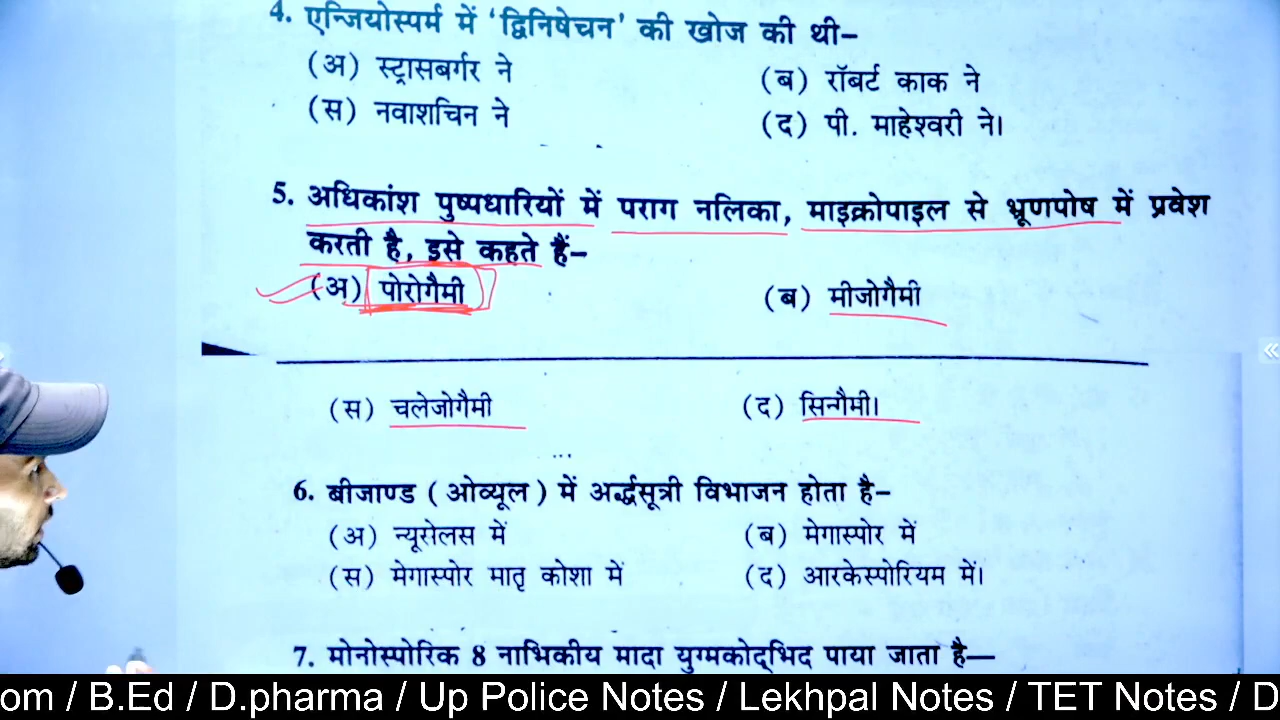 4. एन्जियोस्पर्म में 'द्विनिषेचन' की खोज की थी–
(अ) स्ट्रासबर्गर ने (ब) रॉबर्ट काक ने
(स) नवाशचिन ने (द) पी. माहेश्वरी ने।
5. अधिकांश पुष्पधारियों में पराग नलिका, माइक्रोपाइल से भ्रूणपोष में प्रवेश
करती है, इसे कहते हैं–
(अ) पोरोगैमी (ब) मीजोगैमी
(स) चलेजोगैमी (द) सिन्गैमी।
6. बीजाण्ड (ओव्यूल) में अर्द्धसूत्री विभाजन होता है–
(अ) न्यूसेलस में (ब) मेगास्पोर में
(स) मेगास्पोर मातृ कोशा में (द) आरकेस्पोरियम में।
7. मोनोस्पोरिक 8 नाभिकीय मादा युग्मकोद्भिद पाया जाता है—
om / B.Ed / D.pharma / Up Police Notes / Lekhpal Notes / TET Notes / D